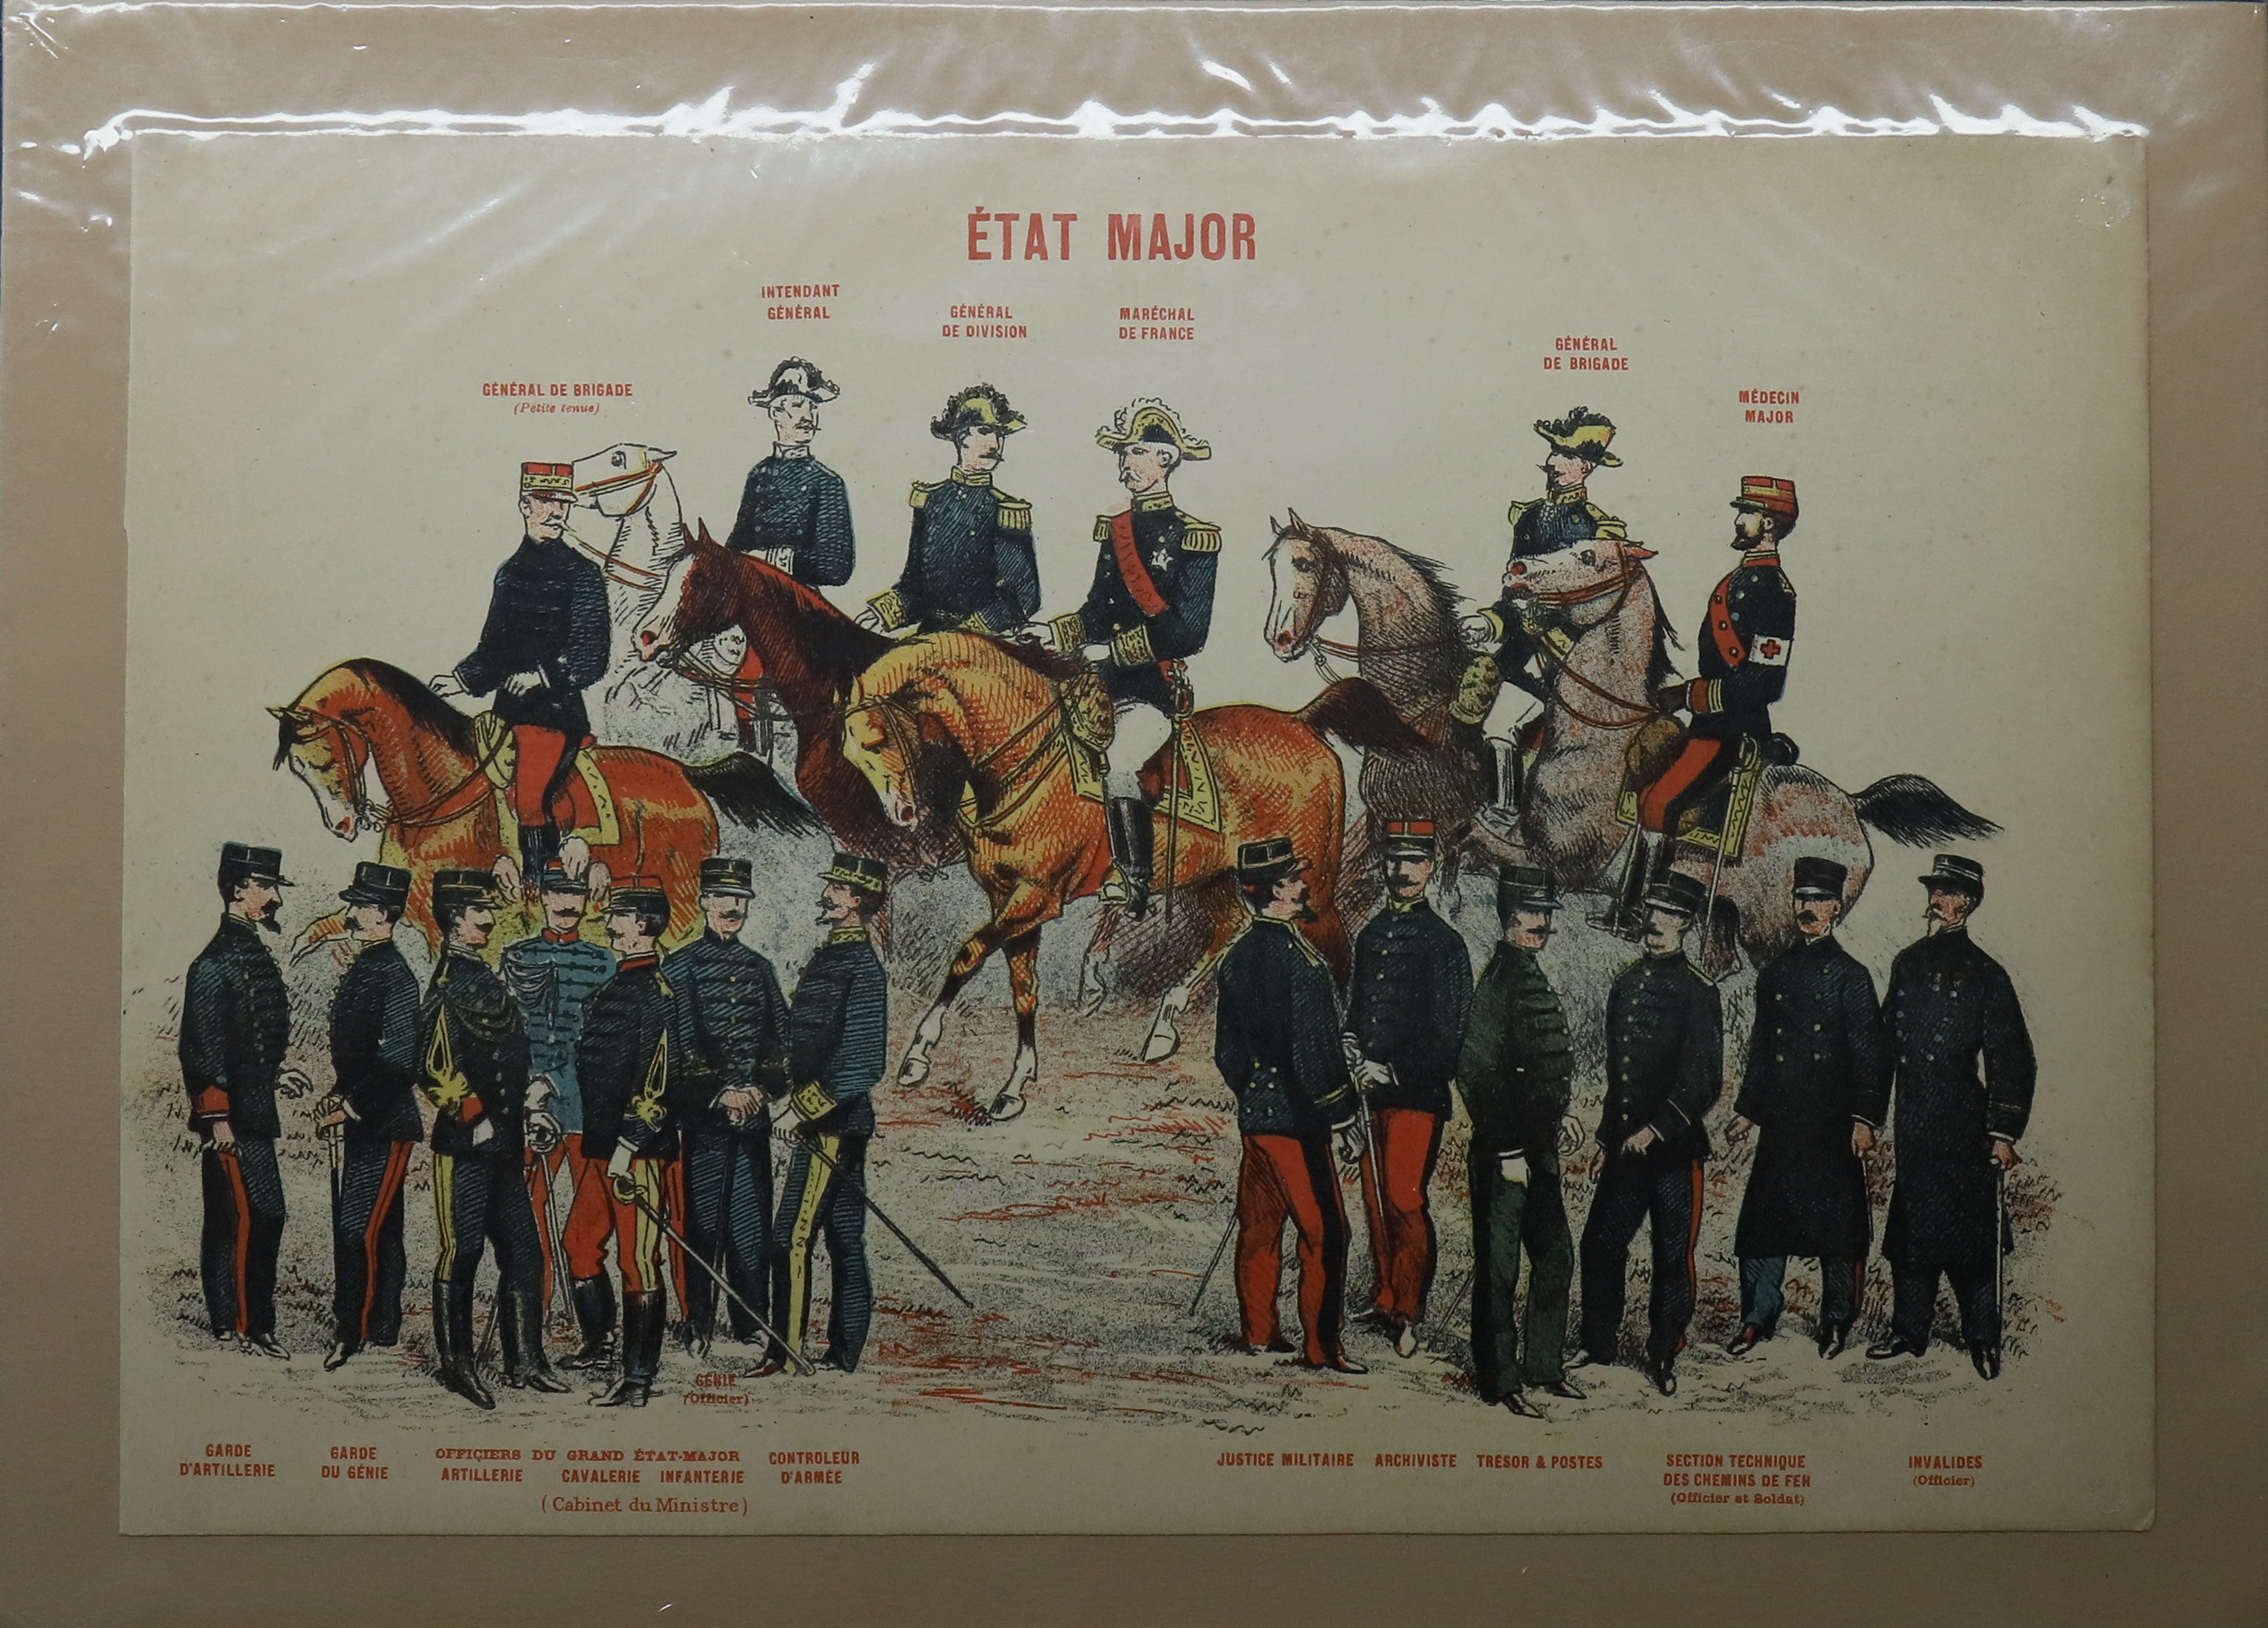 ÉTAT MAJOR
INTENDANT
GÉNÉRAL
GÉNÉRAL
DE DIVISION
MARÉCHAL
DE FRANCE
GÉNÉRAL
DE BRIGADE
GÉNÉRAL DE BRIGADE
(Petite tenue)
MÉDECIN
MAJOR
GÉNIE
(Officier)
GARDE
D'ARTILLERIE
GARDE
DU GÉNIE
OFFICIERS DU GRAND ÉTAT-MAJOR
ARTILLERIE CAVALERIE INFANTERIE
(Cabinet du Ministre)
CONTROLEUR
D'ARMÉE
JUSTICE MILITAIRE
ARCHIVISTE
TRÉSOR & POSTES
SECTION TECHNIQUE
DES CHEMINS DE FER
(Officier et Soldat)
INVALIDES
(Officier)